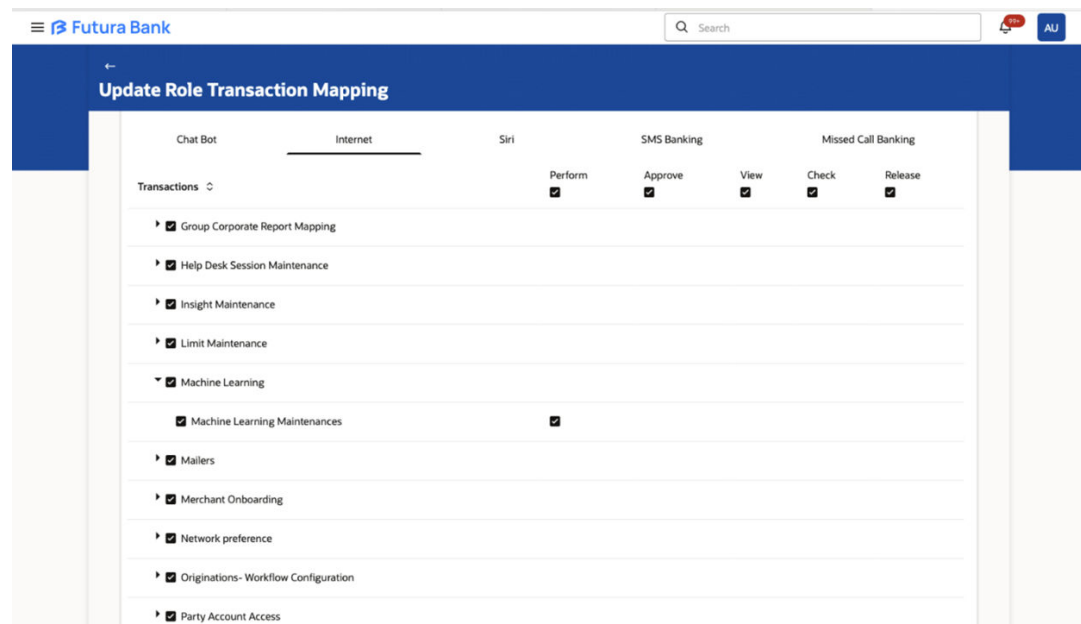 Futura Bank
Search
99+
AU
Update Role Transaction Mapping
Chat Bot Internet Siri SMS Banking Missed Call Banking
Transactions Perform Approve View Check Release
Group Corporate Report Mapping
Help Desk Session Maintenance
Insight Maintenance
Limit Maintenance
Machine Learning
Machine Learning Maintenances
Mailers
Merchant Onboarding
Network preference
Originations- Workflow Configuration
Party Account Access